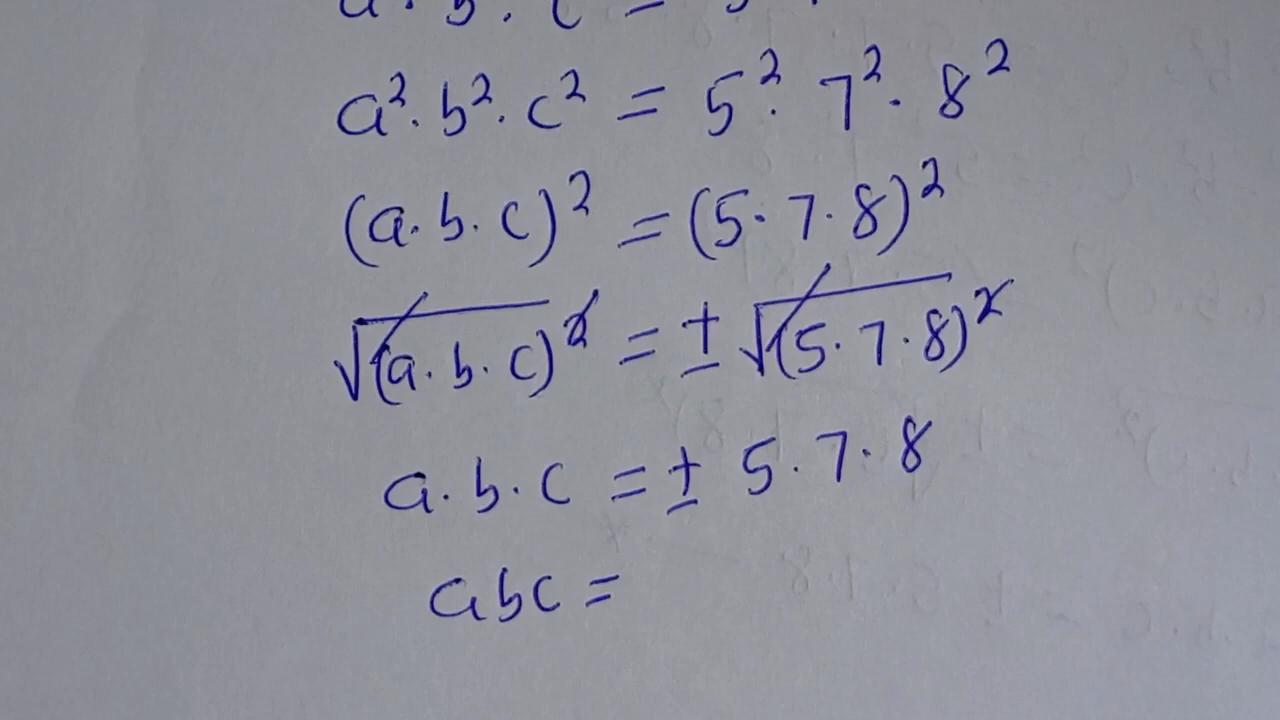 a². b². c² = 5². 7². 8²
(a. b. c)² = (5. 7. 8)²
√(a. b. c)² = ± √(5. 7. 8)²
a. b. c = ± 5. 7. 8
abc =